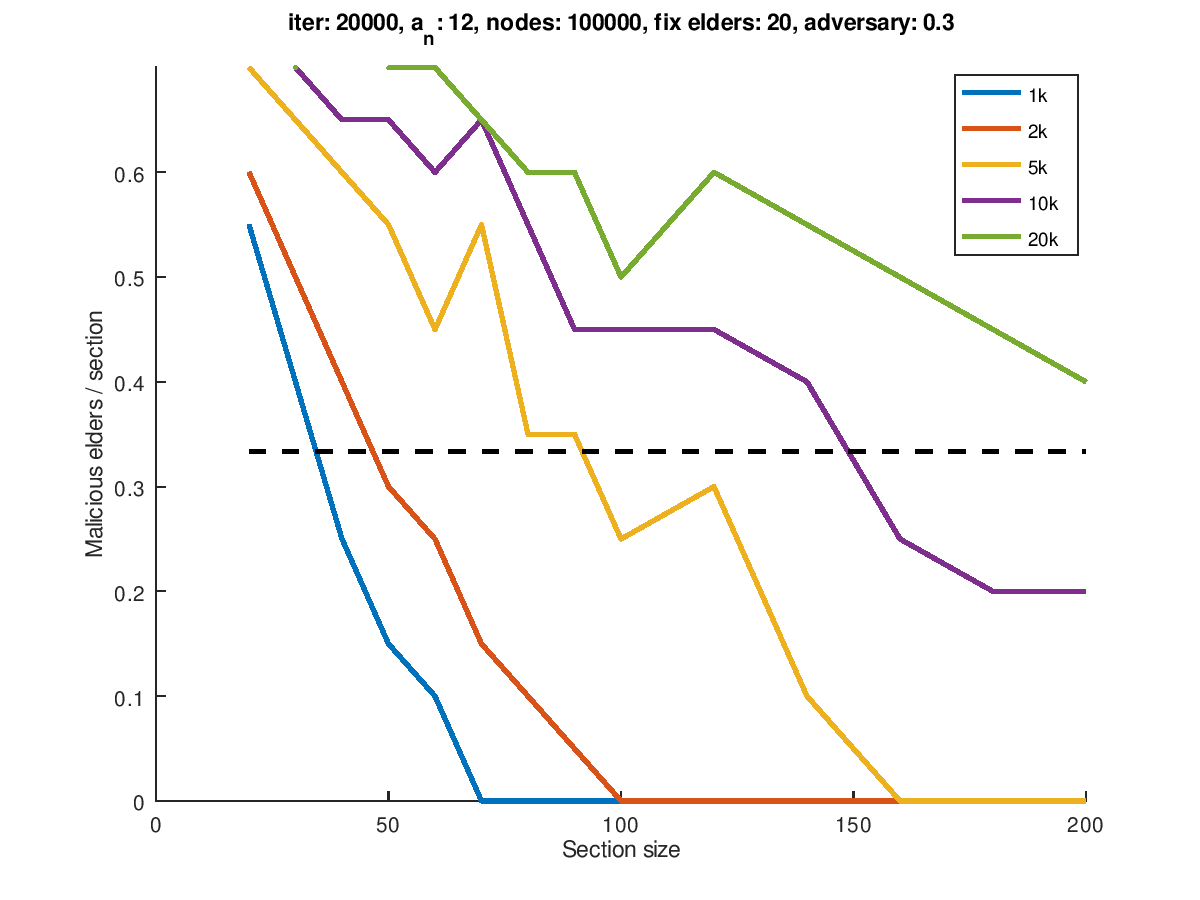 iter: 20000, a_n: 12, nodes: 100000, fix elders: 20, adversary: 0.3
1k
2k
5k
10k
20k
Malicious elders / section
0.6
0.5
0.4
0.3
0.2
0.1
0
0 50 100 150 200
Section size